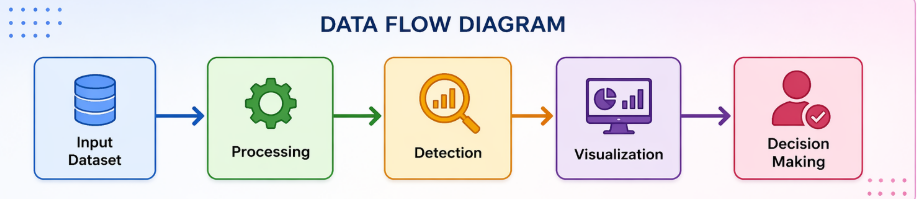 DATA FLOW DIAGRAM
Input
Dataset
Processing
Detection
Visualization
Decision
Making